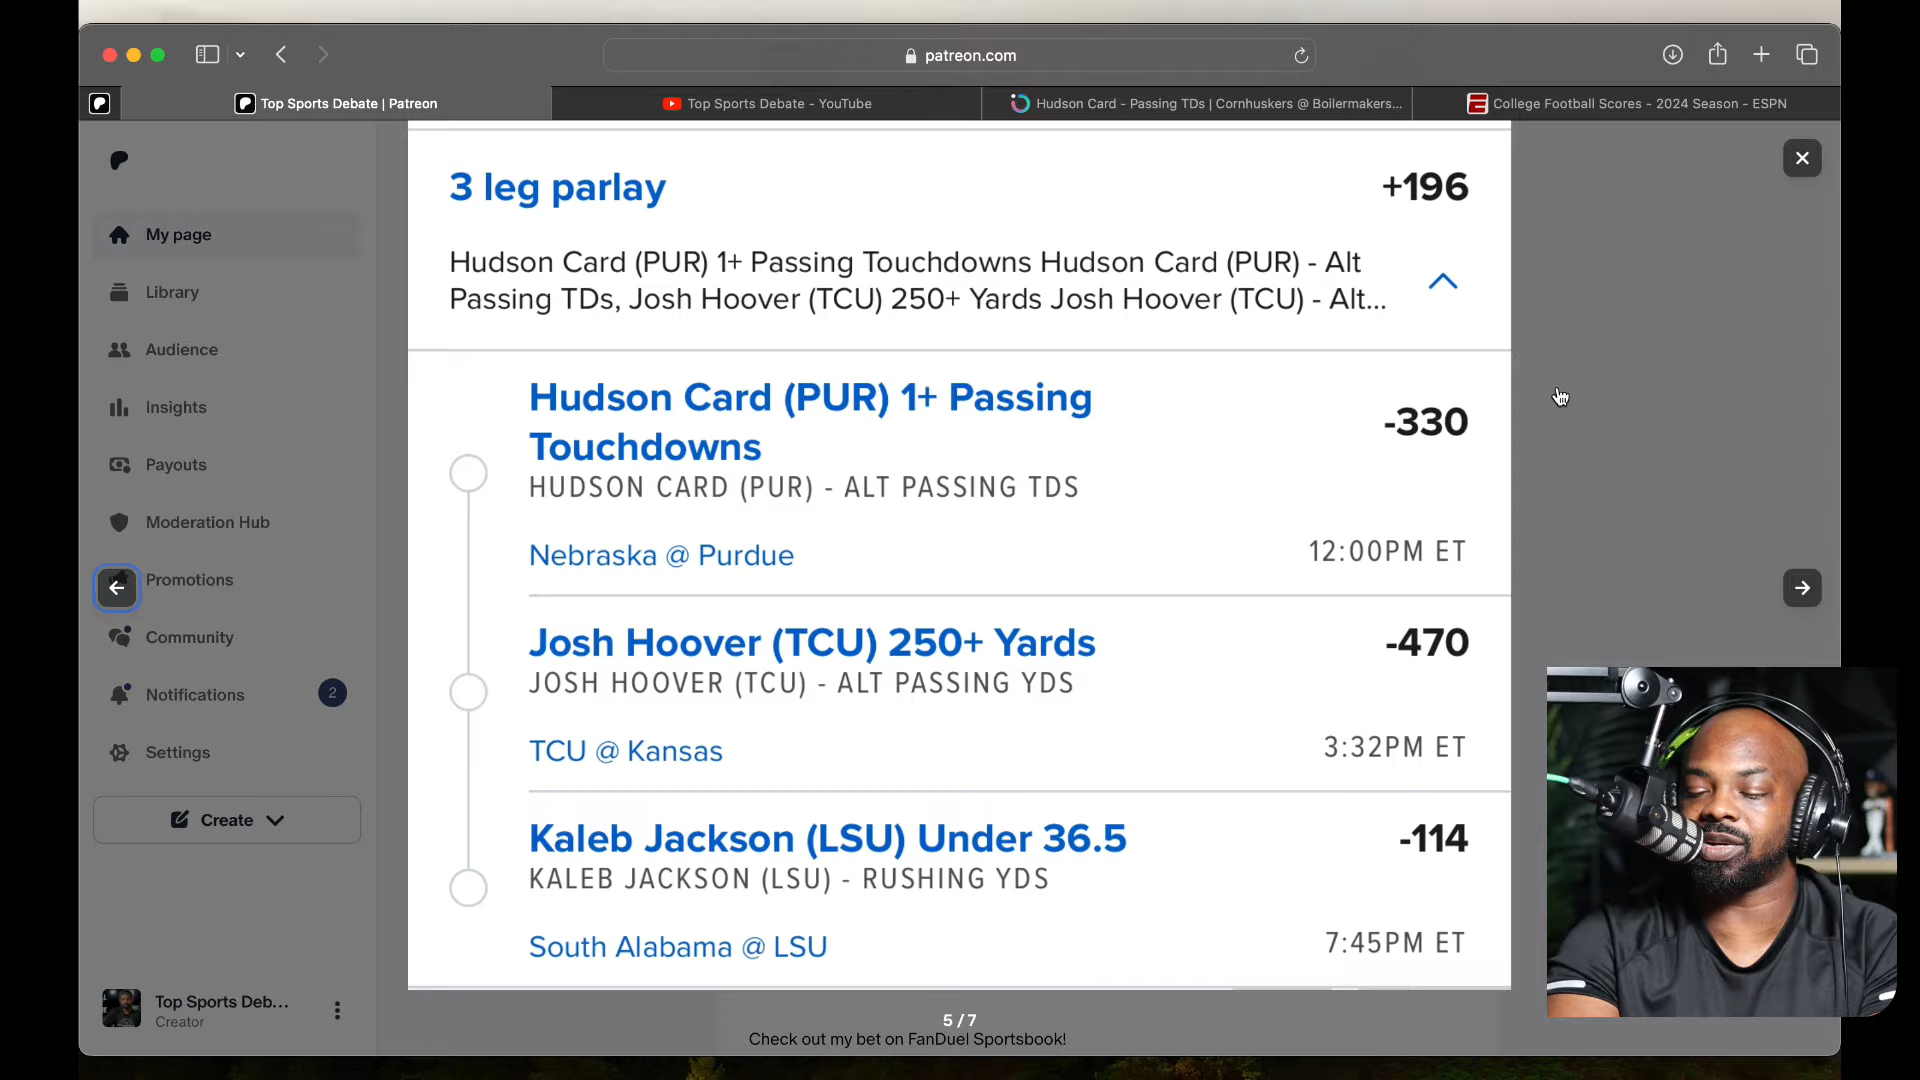 patreon.com
Top Sports Debate | Patreon
Top Sports Debate - YouTube
Hudson Card - Passing TDs | Cornhuskers @ Boilermakers...
College Football Scores - 2024 Season - ESPN
My page
Library
Audience
Insights
Payouts
Moderation Hub
Promotions
Community
Notifications
2
Settings
Create
Top Sports Deb...
Creator
3 leg parlay
+196
Hudson Card (PUR) 1+ Passing Touchdowns Hudson Card (PUR) - Alt
Passing TDs, Josh Hoover (TCU) 250+ Yards Josh Hoover (TCU) - Alt...
Hudson Card (PUR) 1+ Passing
Touchdowns
-330
HUDSON CARD (PUR) - ALT PASSING TDS
Nebraska @ Purdue
12:00PM ET
Josh Hoover (TCU) 250+ Yards
-470
JOSH HOOVER (TCU) - ALT PASSING YDS
TCU @ Kansas
3:32PM ET
Kaleb Jackson (LSU) Under 36.5
-114
KALEB JACKSON (LSU) - RUSHING YDS
South Alabama @ LSU
7:45PM ET
5 / 7
Check out my bet on FanDuel Sportsbook!